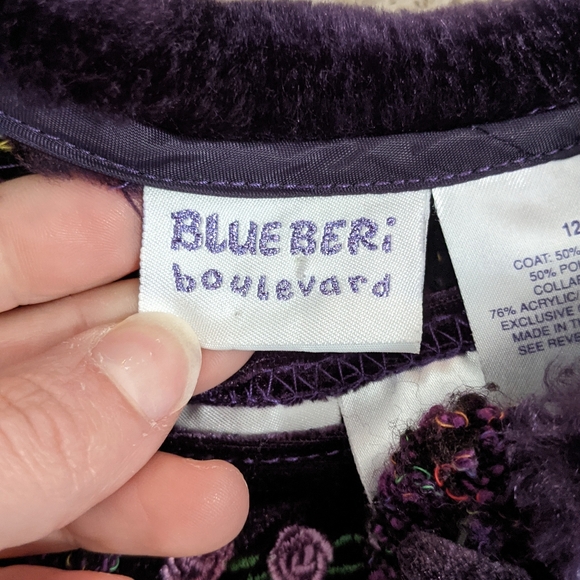 BLUEBERi
boulevard
12
COAT: 50%
50% PO
COLLA
76% ACRYLIC
EXCLUSIVE O
MADE IN T
SEE REVE